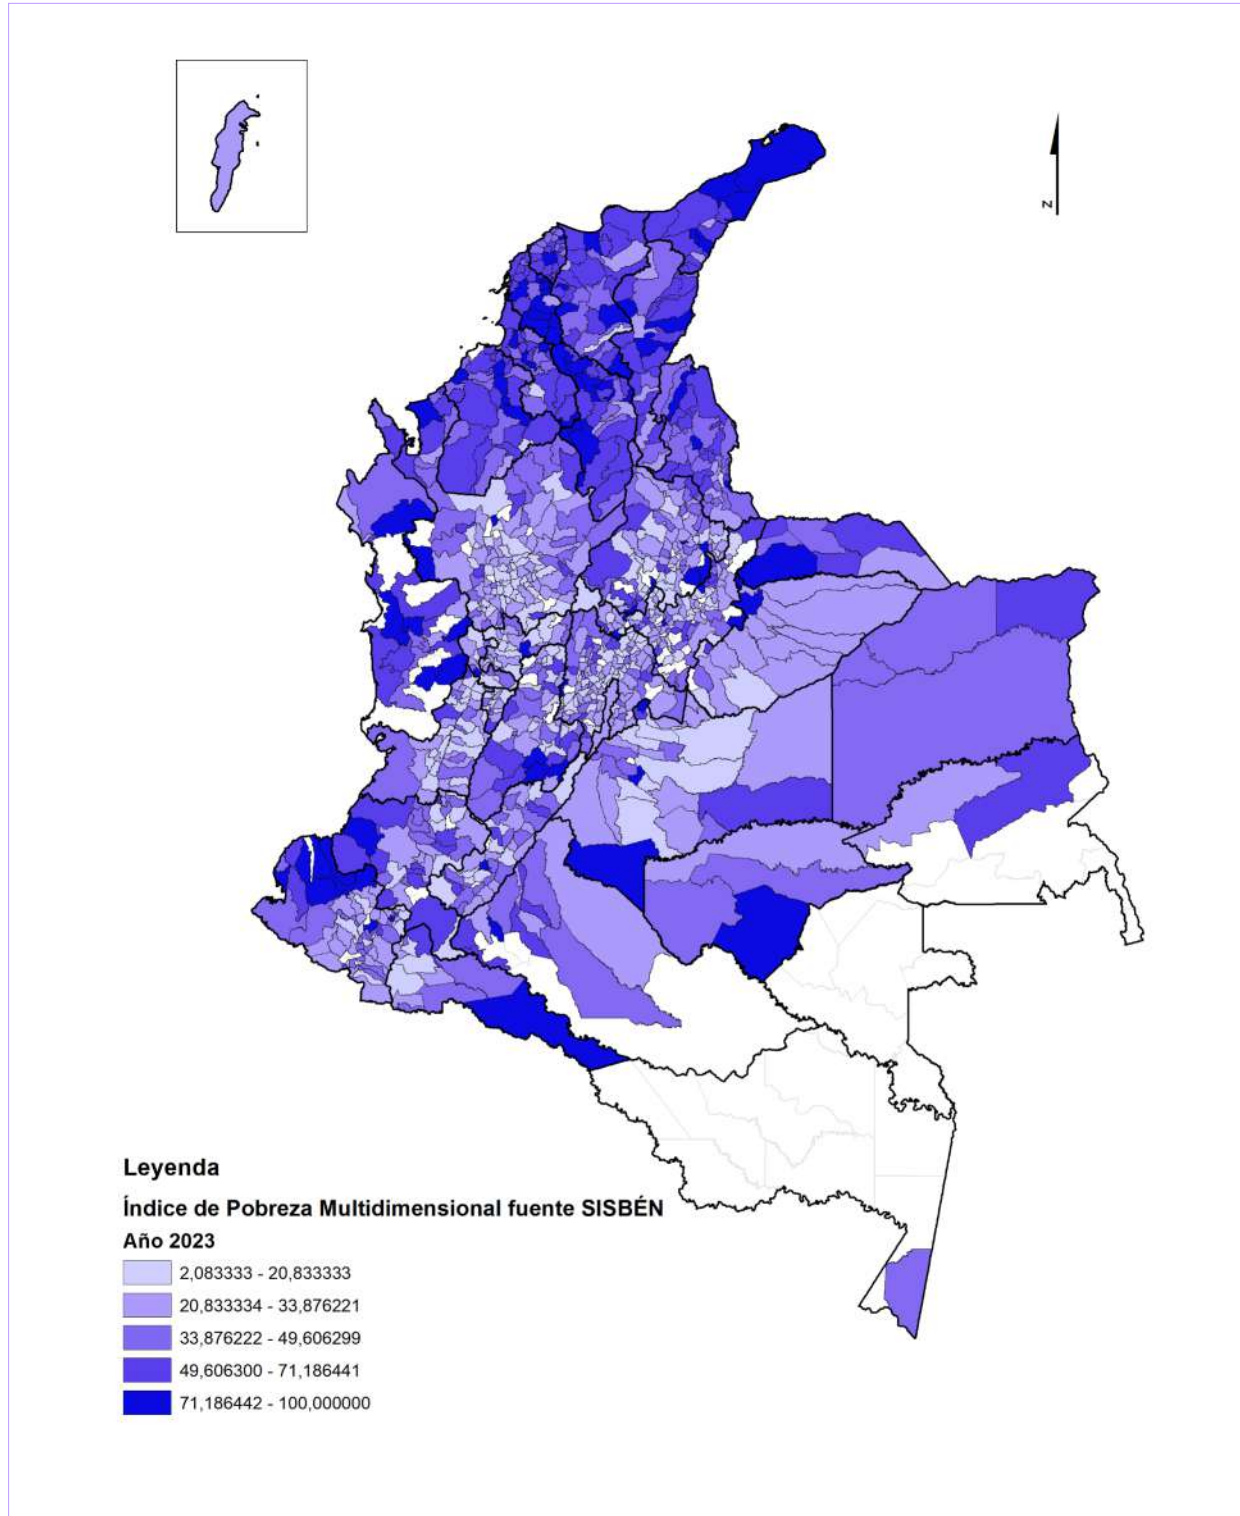 z
Leyenda
Índice de Pobreza Multidimensional fuente SISBÉN
Año 2023
2,083333 - 20,833333
20,833334 - 33,876221
33,876222 - 49,606299
49,606300 - 71,186441
71,186442 - 100,000000